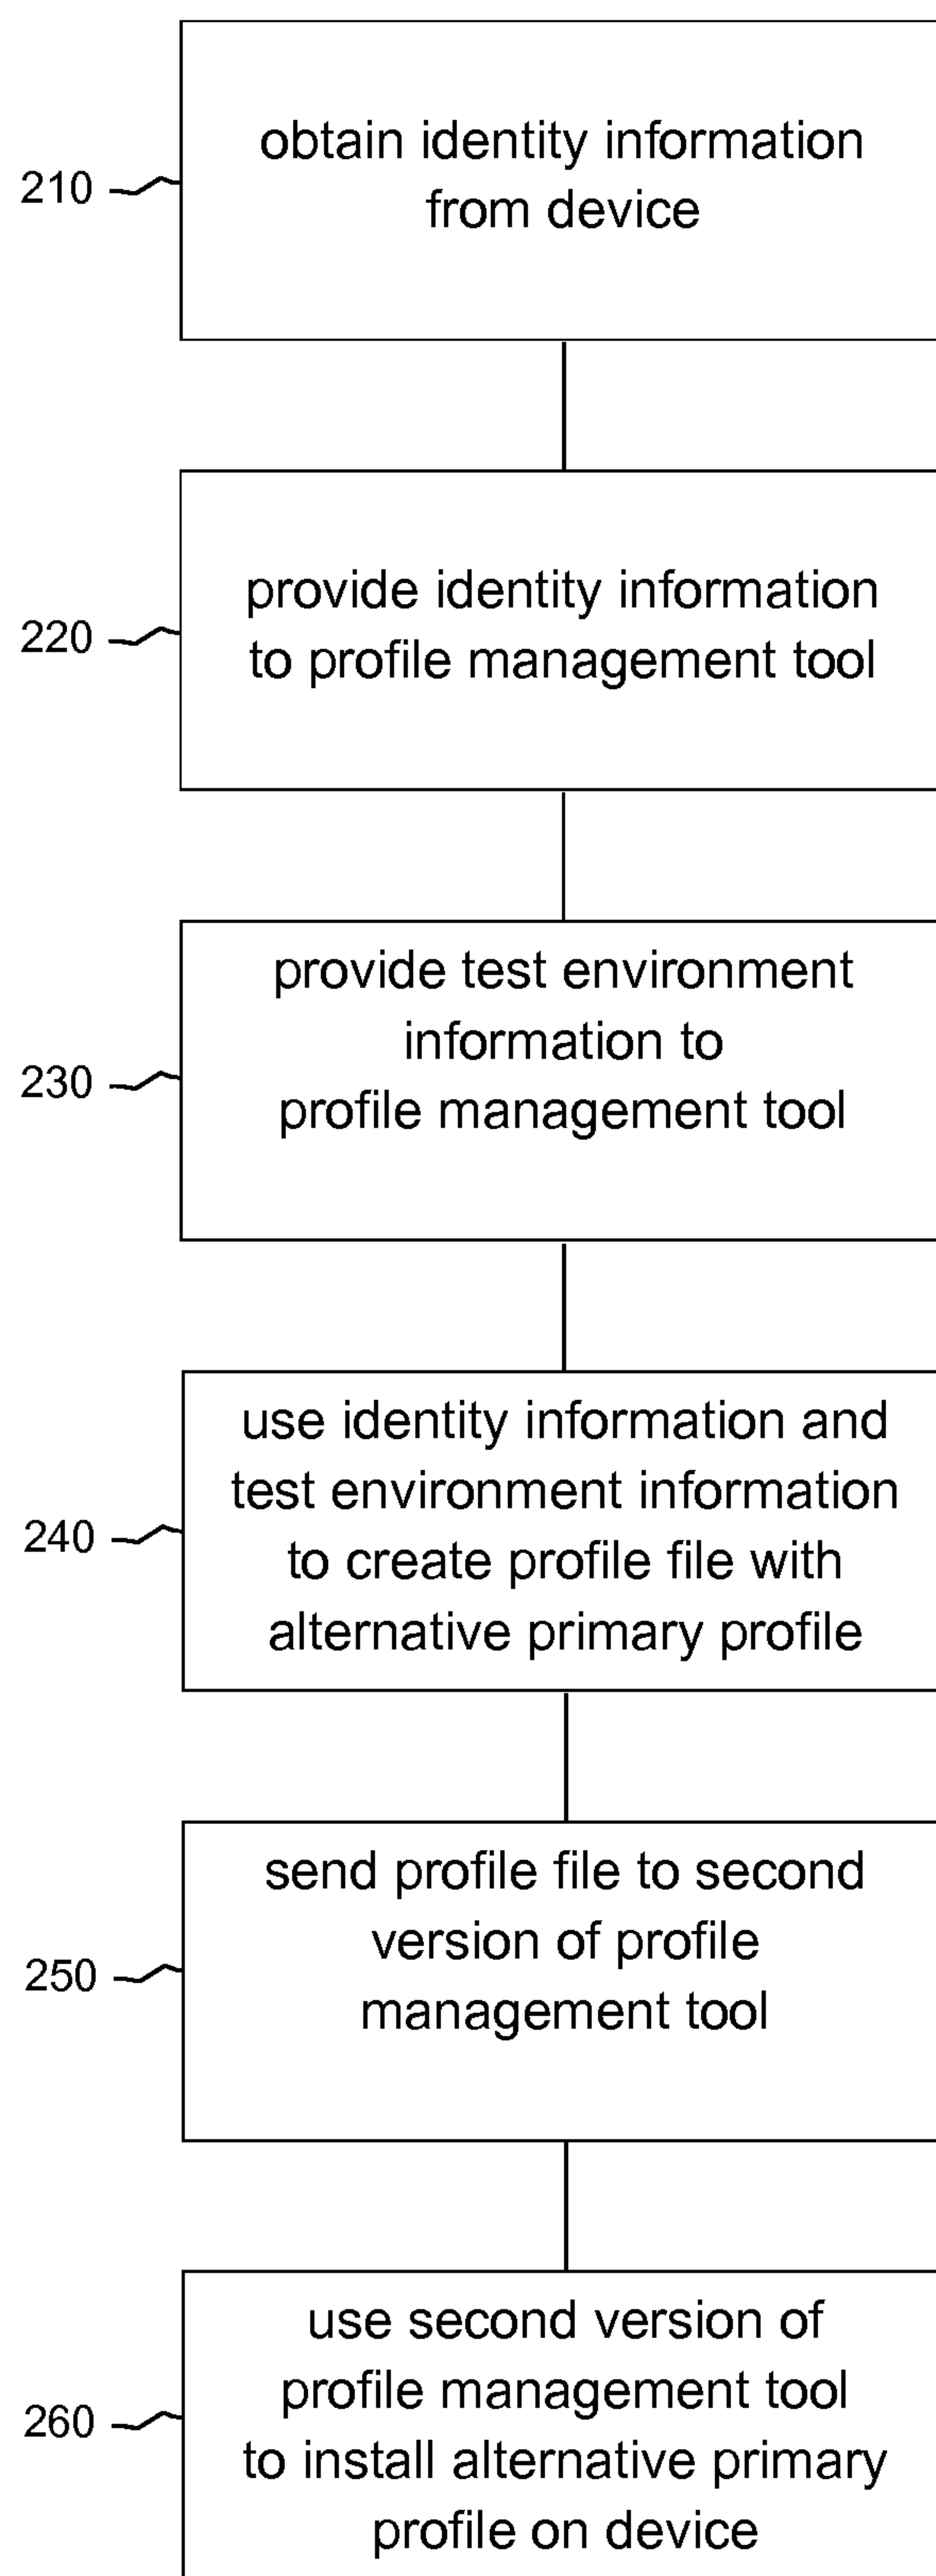 obtain identity information
from device
210
provide identity information
to profile management tool
220
provide test environment
information to
profile management tool
230
use identity information and
test environment information
to create profile file with
alternative primary profile
240
send profile file to second
version of profile
management tool
250
use second version of
profile management tool
to install alternative primary
profile on device
260